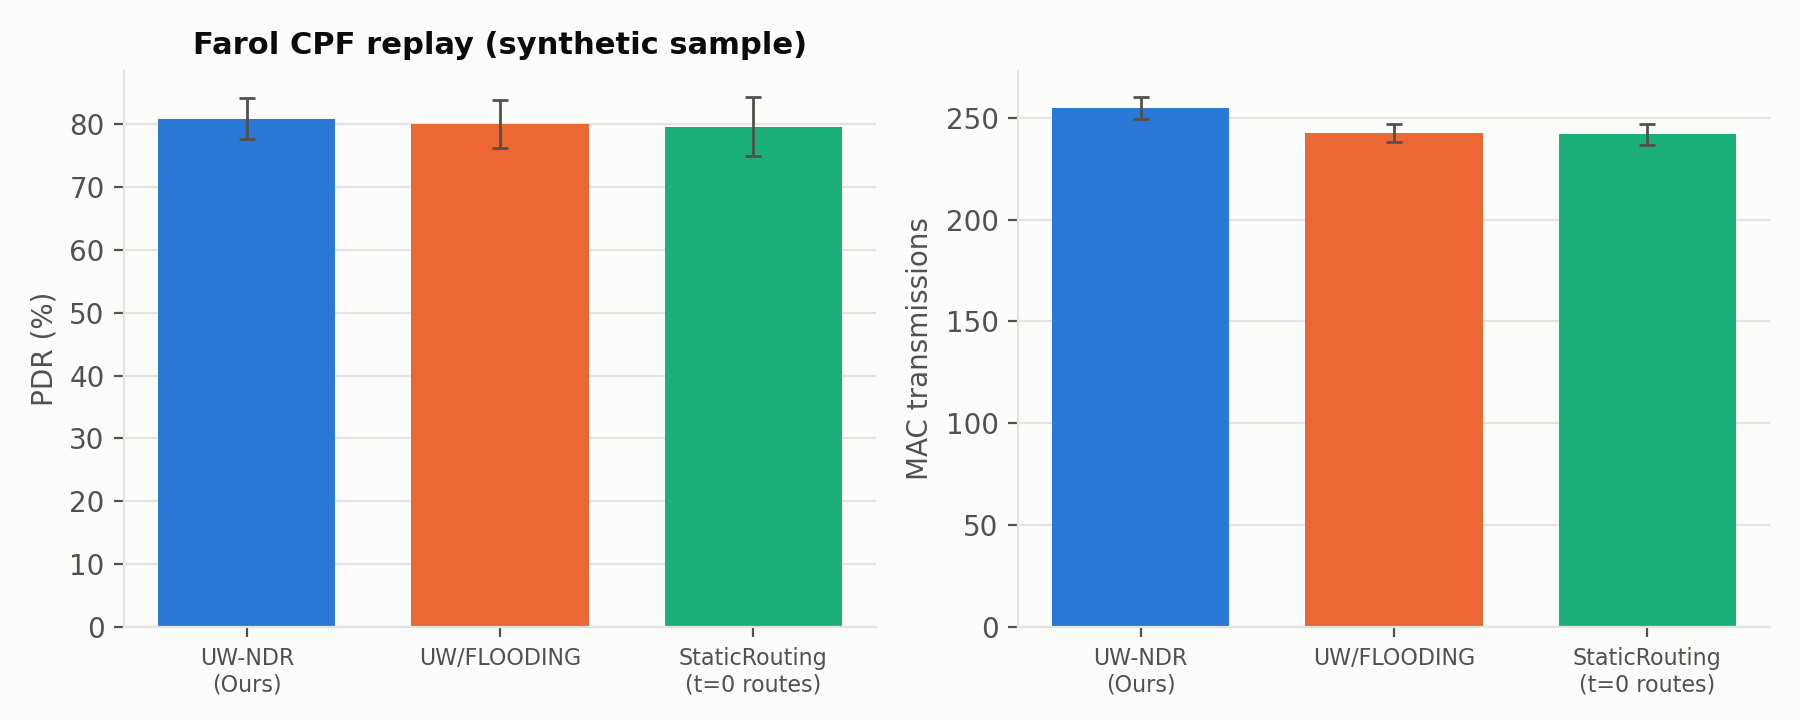 Farol CPF replay (synthetic sample)
PDR (%)
80
70
60
50
40
30
20
10
0
UW-NDR
(Ours)
UW/FLOODING
StaticRouting
(t=0 routes)
MAC transmissions
250
200
150
100
50
0
UW-NDR
(Ours)
UW/FLOODING
StaticRouting
(t=0 routes)